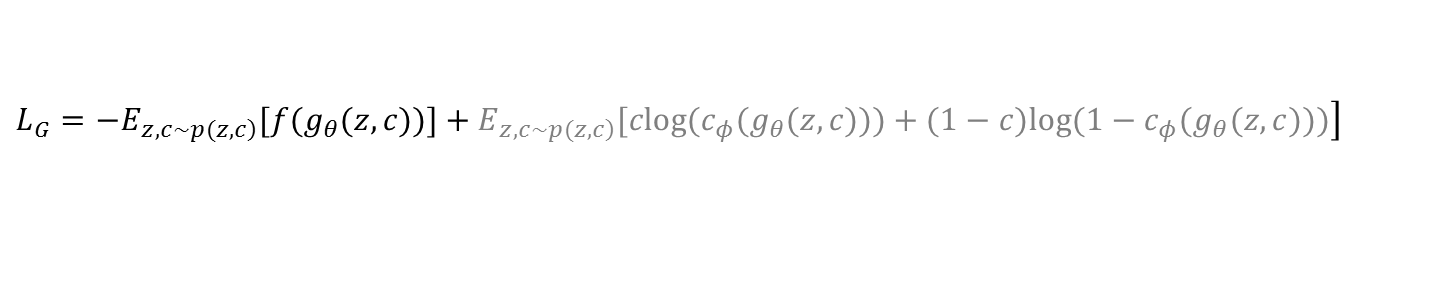 L_G = −E_{z,c~p(z,c)}[f(g_θ(z,c))] + E_{z,c~p(z,c)}[clog(c_ϕ(g_θ(z,c))) + (1 − c)log(1 − c_ϕ(g_θ(z,c)))]